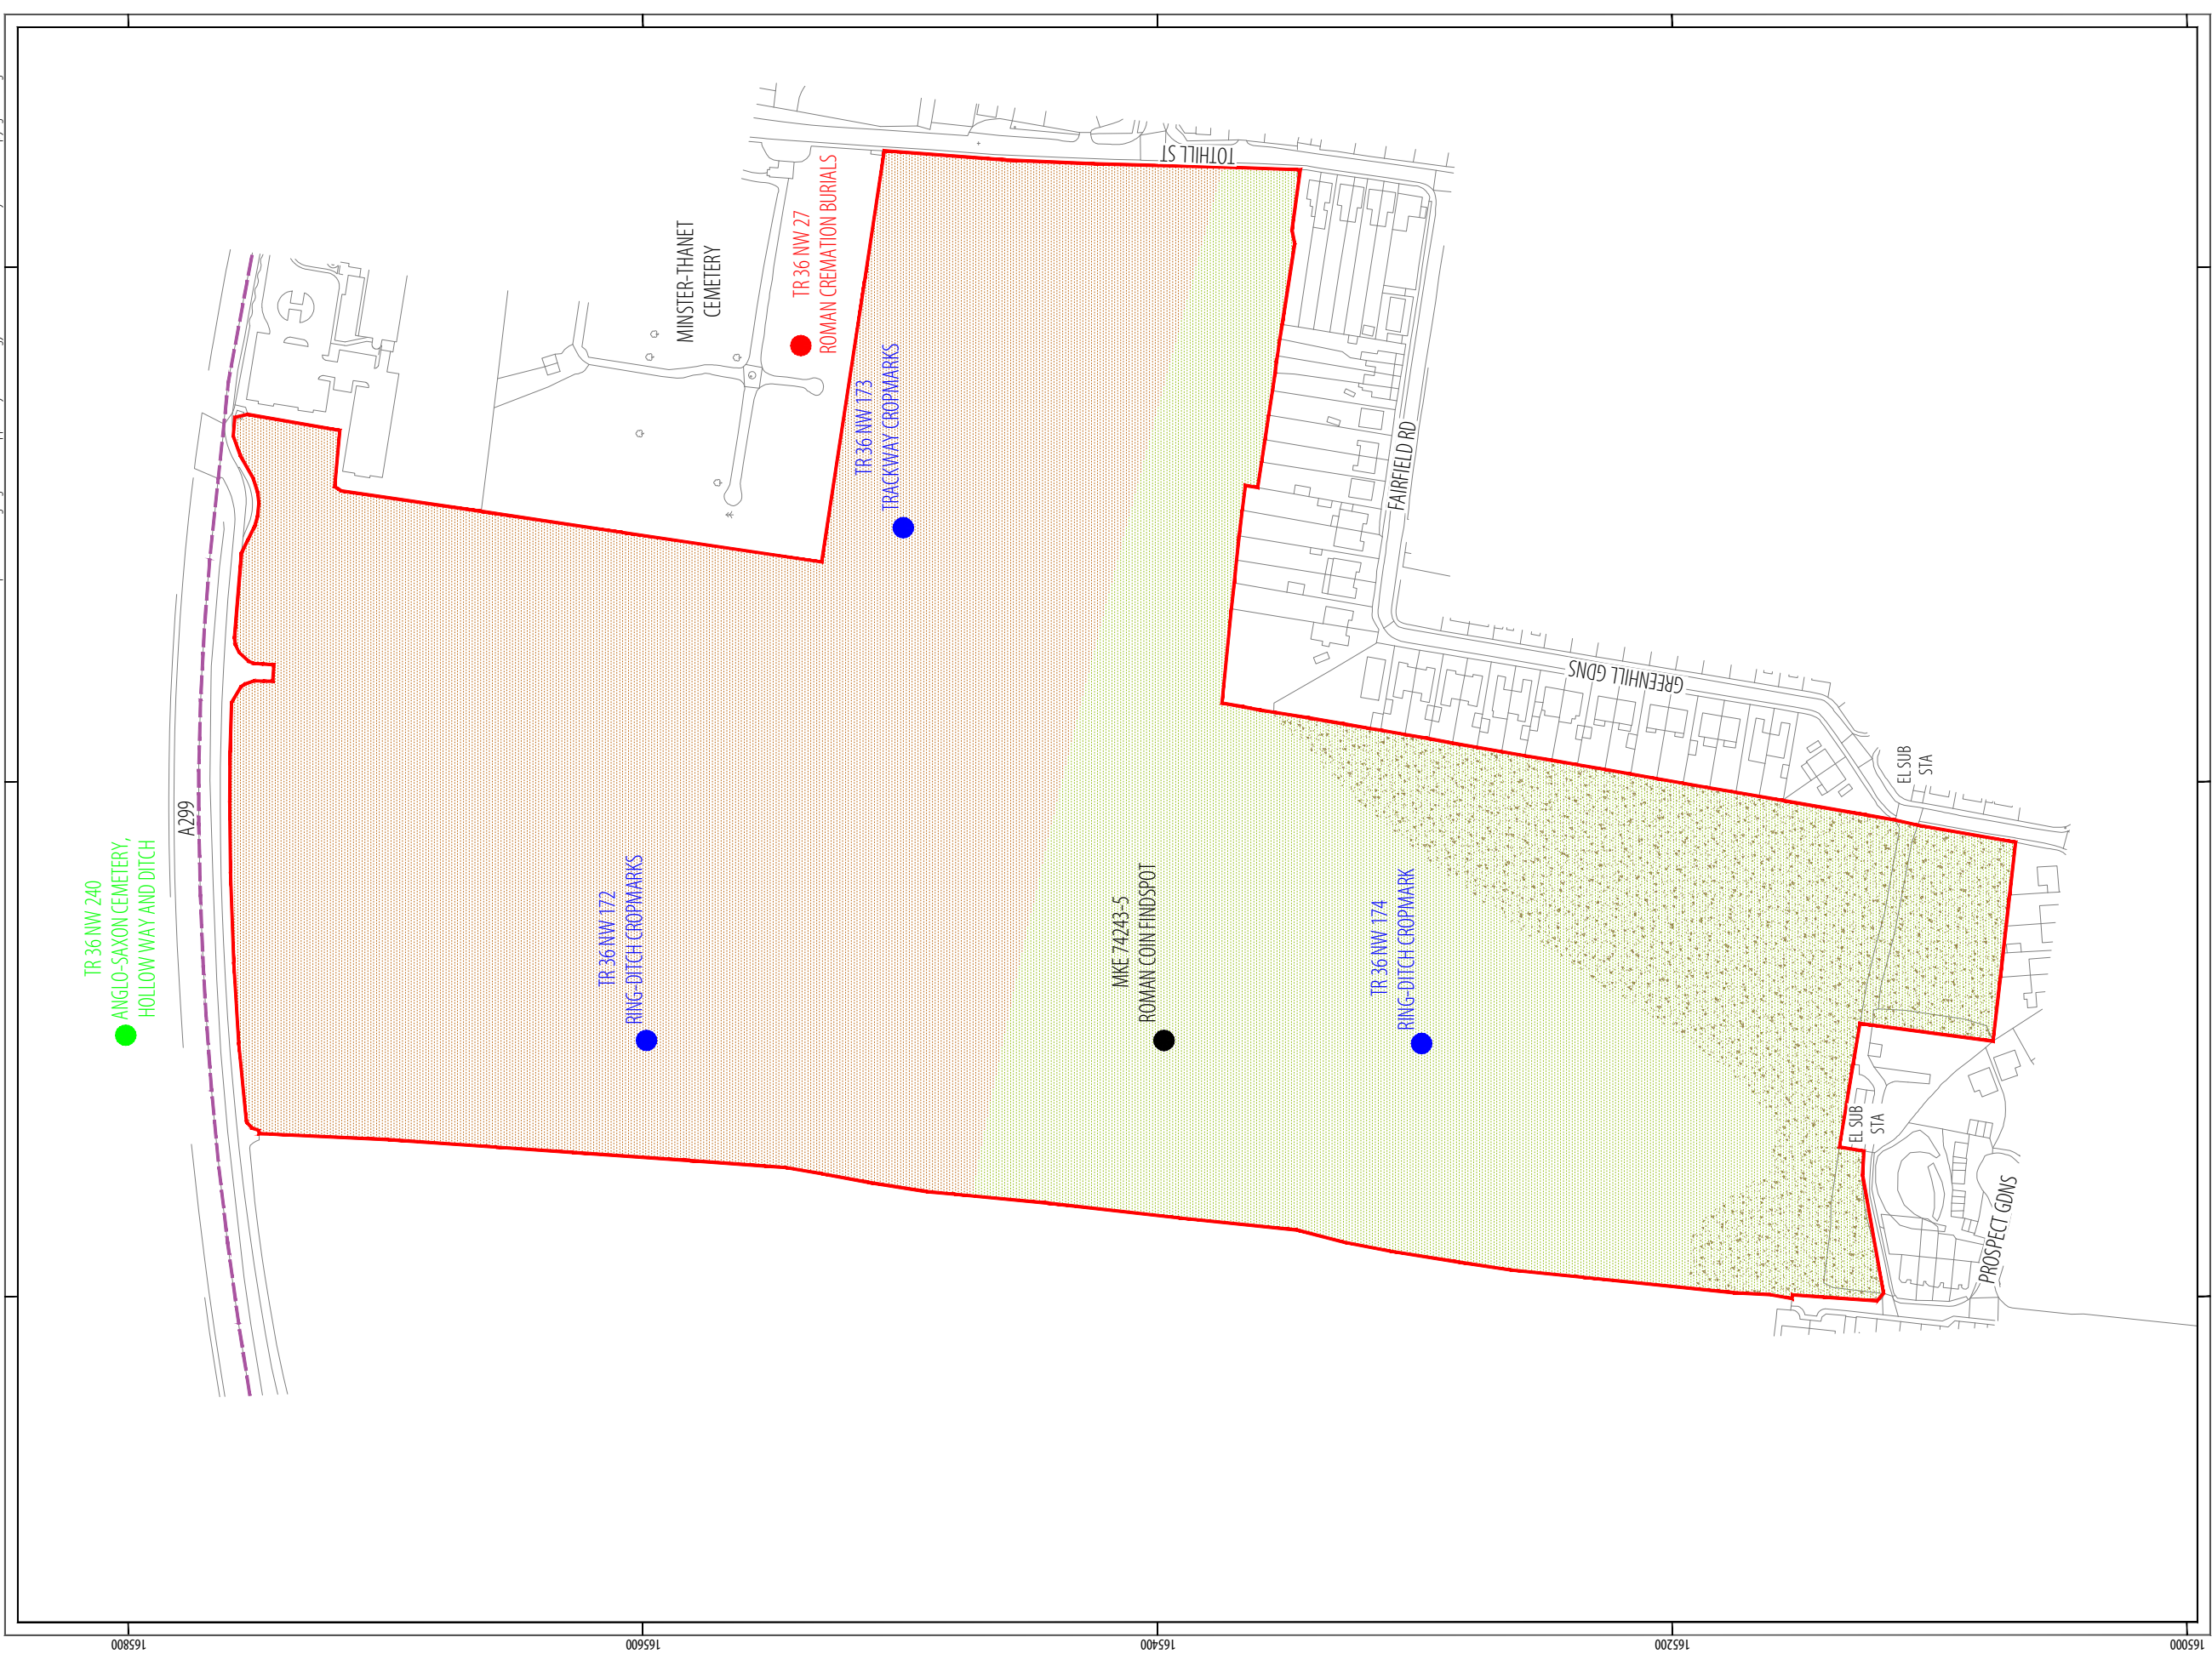 TR 36 NW 240
ANGLO-SAXON CEMETERY,
HOLLOW WAY AND DITCH
A299
MINSTER-THANET
CEMETERY
TR 36 NW 27
ROMAN CREMATION BURIALS
TOTHILL ST
TR 36 NW 173
TRACKWAY CROPMARKS
FAIRFIELD RD
GREENHILL GDNS
EL SUB
STA
TR 36 NW 172
RING-DITCH CROPMARKS
MKE 74243-5
ROMAN COIN FINDSPOT
TR 36 NW 174
RING-DITCH CROPMARK
EL SUB
STA
PROSPECT GDNS
165800
165600
165400
165200
165000